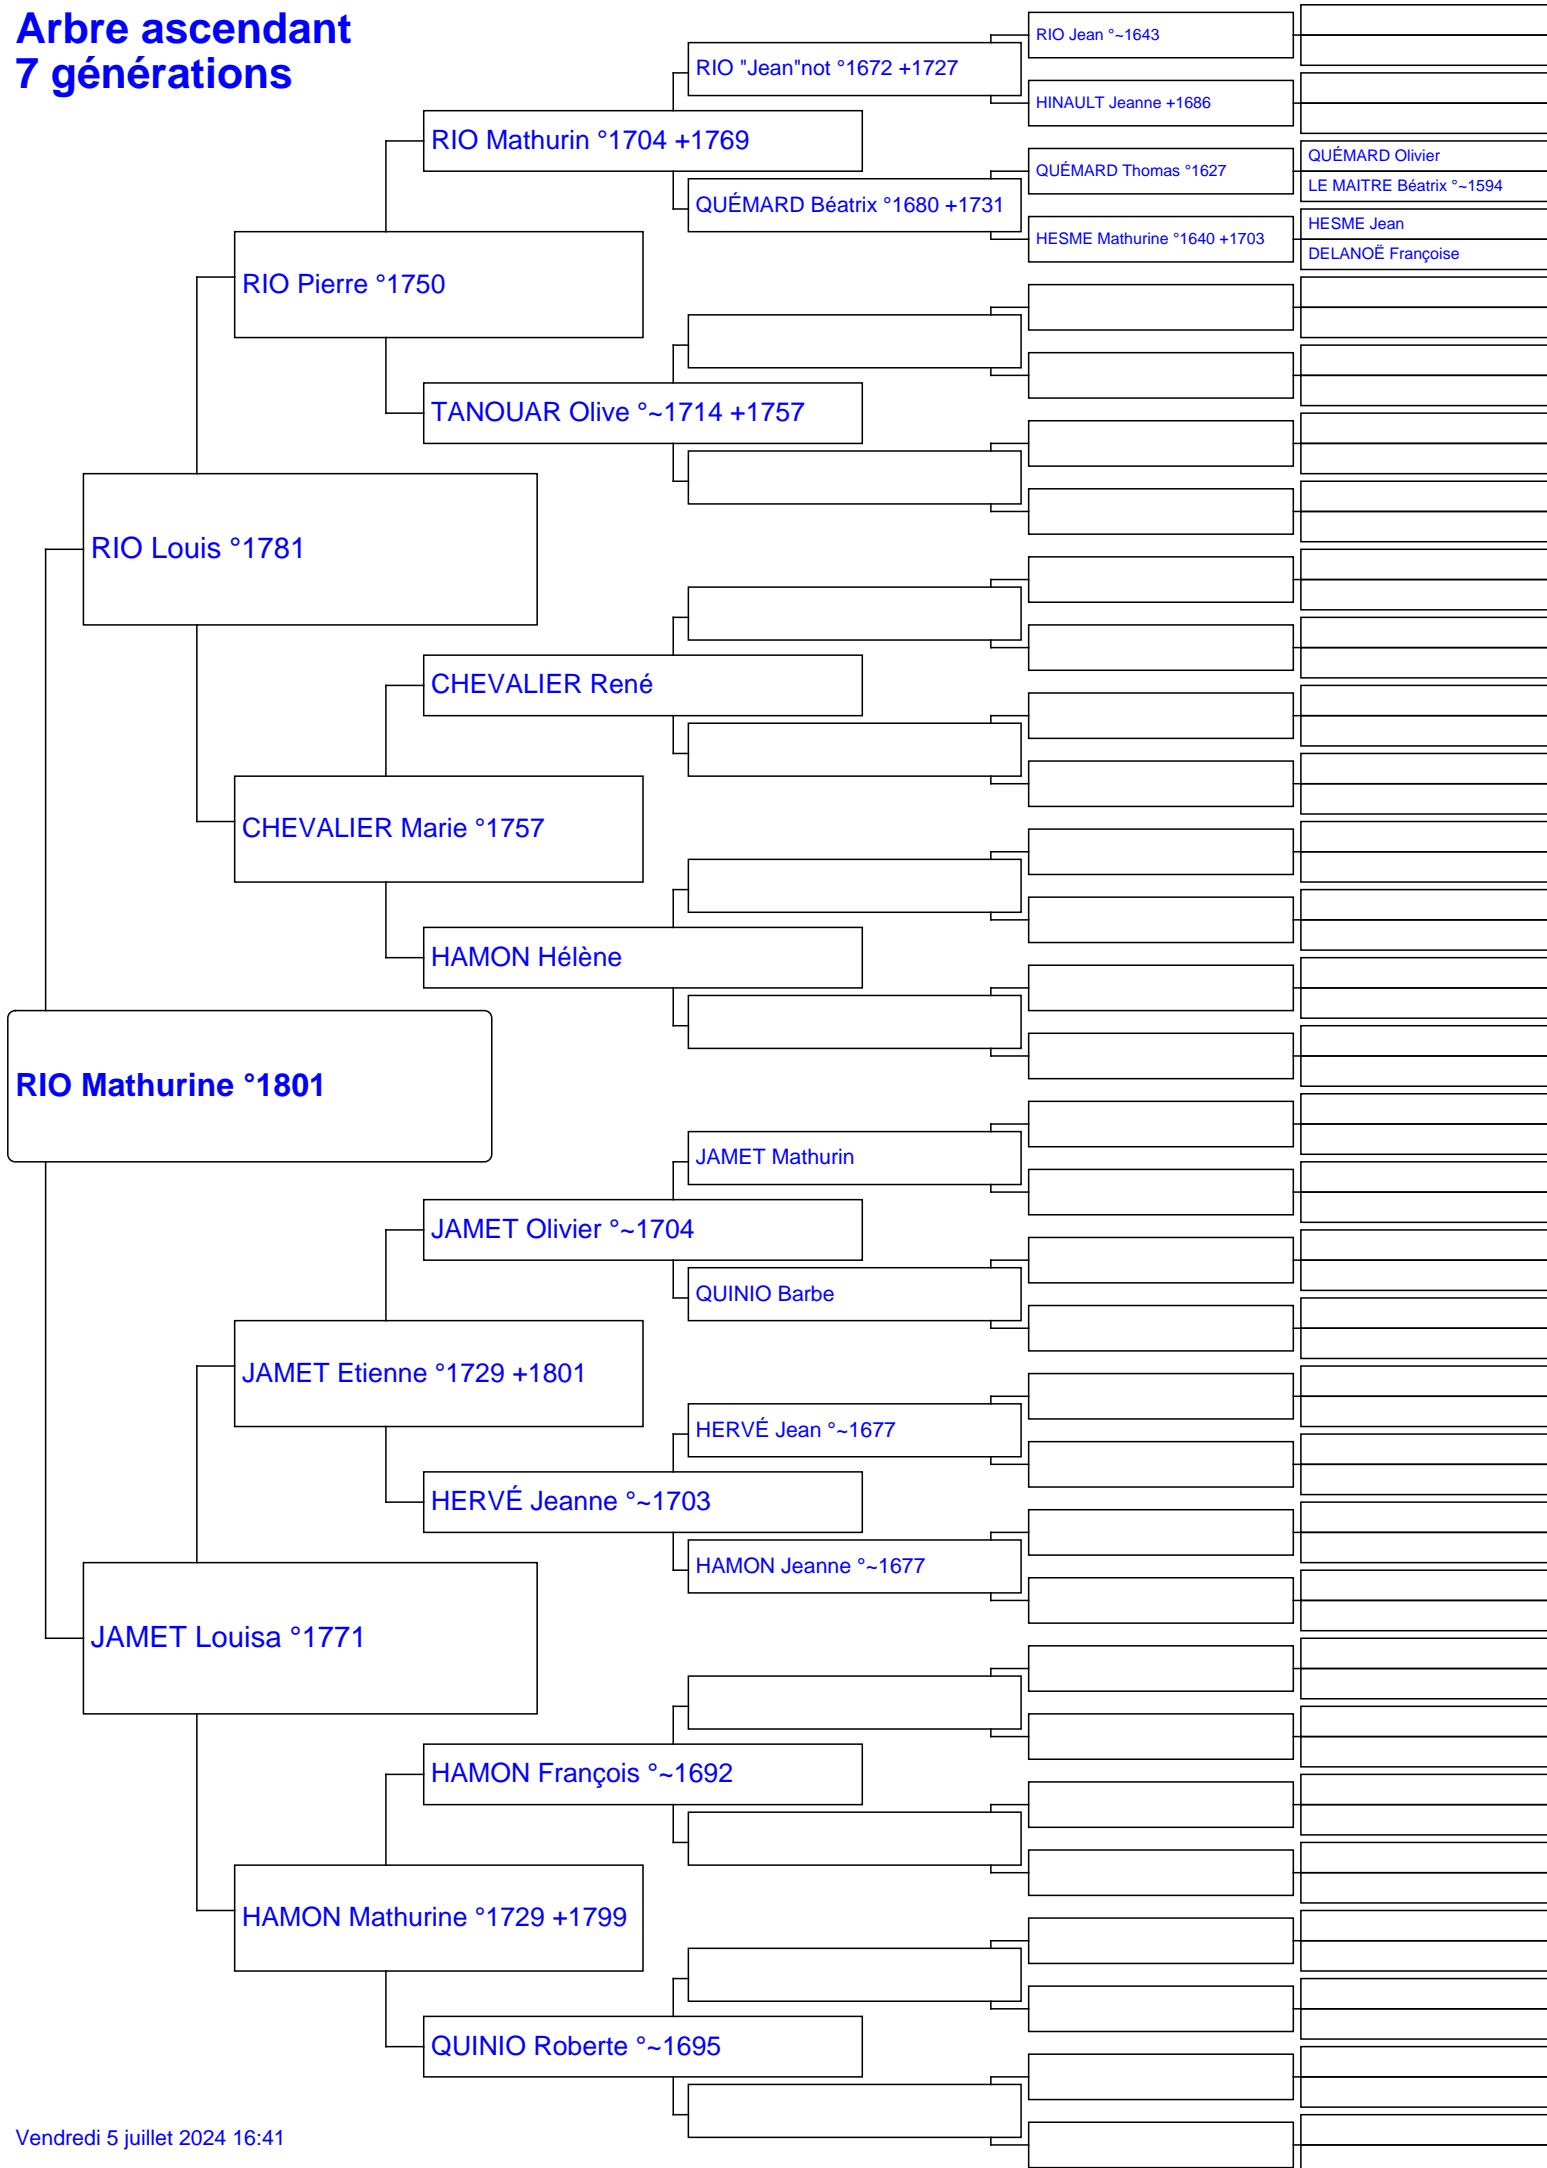 Arbre ascendant
7 générations
RIO Jean °~1643
RIO "Jean"not °1672 +1727
HINAULT Jeanne +1686
RIO Mathurin °1704 +1769
QUÉMARD Olivier
QUÉMARD Thomas °1627
LE MAITRE Béatrix °~1594
QUÉMARD Béatrix °1680 +1731
HESME Jean
HESME Mathurine °1640 +1703
DELANOË Françoise
RIO Pierre °1750
TANOUAR Olive °~1714 +1757
RIO Louis °1781
CHEVALIER René
CHEVALIER Marie °1757
HAMON Hélène
RIO Mathurine °1801
JAMET Mathurin
JAMET Olivier °~1704
QUINIO Barbe
JAMET Etienne °1729 +1801
HERVÉ Jean °~1677
HERVÉ Jeanne °~1703
HAMON Jeanne °~1677
JAMET Louisa °1771
HAMON François °~1692
HAMON Mathurine °1729 +1799
QUINIO Roberte °~1695
Vendredi 5 juillet 2024 16:41